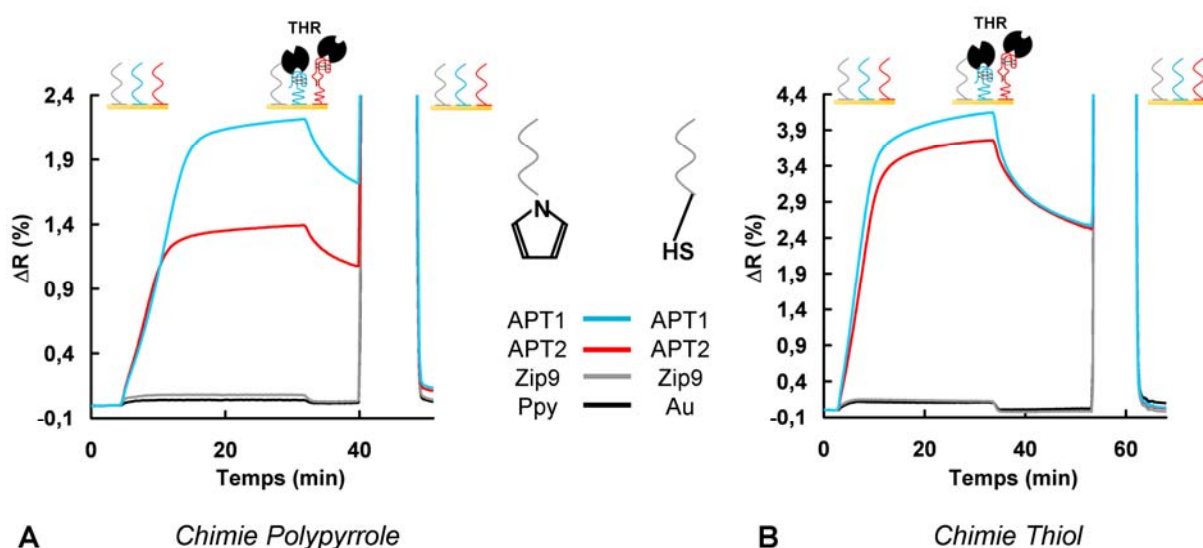 THR
2,4
1,9
1,4
0,9
0,4
-0,1
ΔR (%)
0 20 40
Temps (min)
A Chimie Polypyrrole
N
HS
APT1 APT1
APT2 APT2
Zip9 Zip9
Ppy Au
THR
4,4
3,9
3,4
2,9
2,4
1,9
1,4
0,9
0,4
-0,1
ΔR (%)
0 20 40 60
Temps (min)
B Chimie Thiol